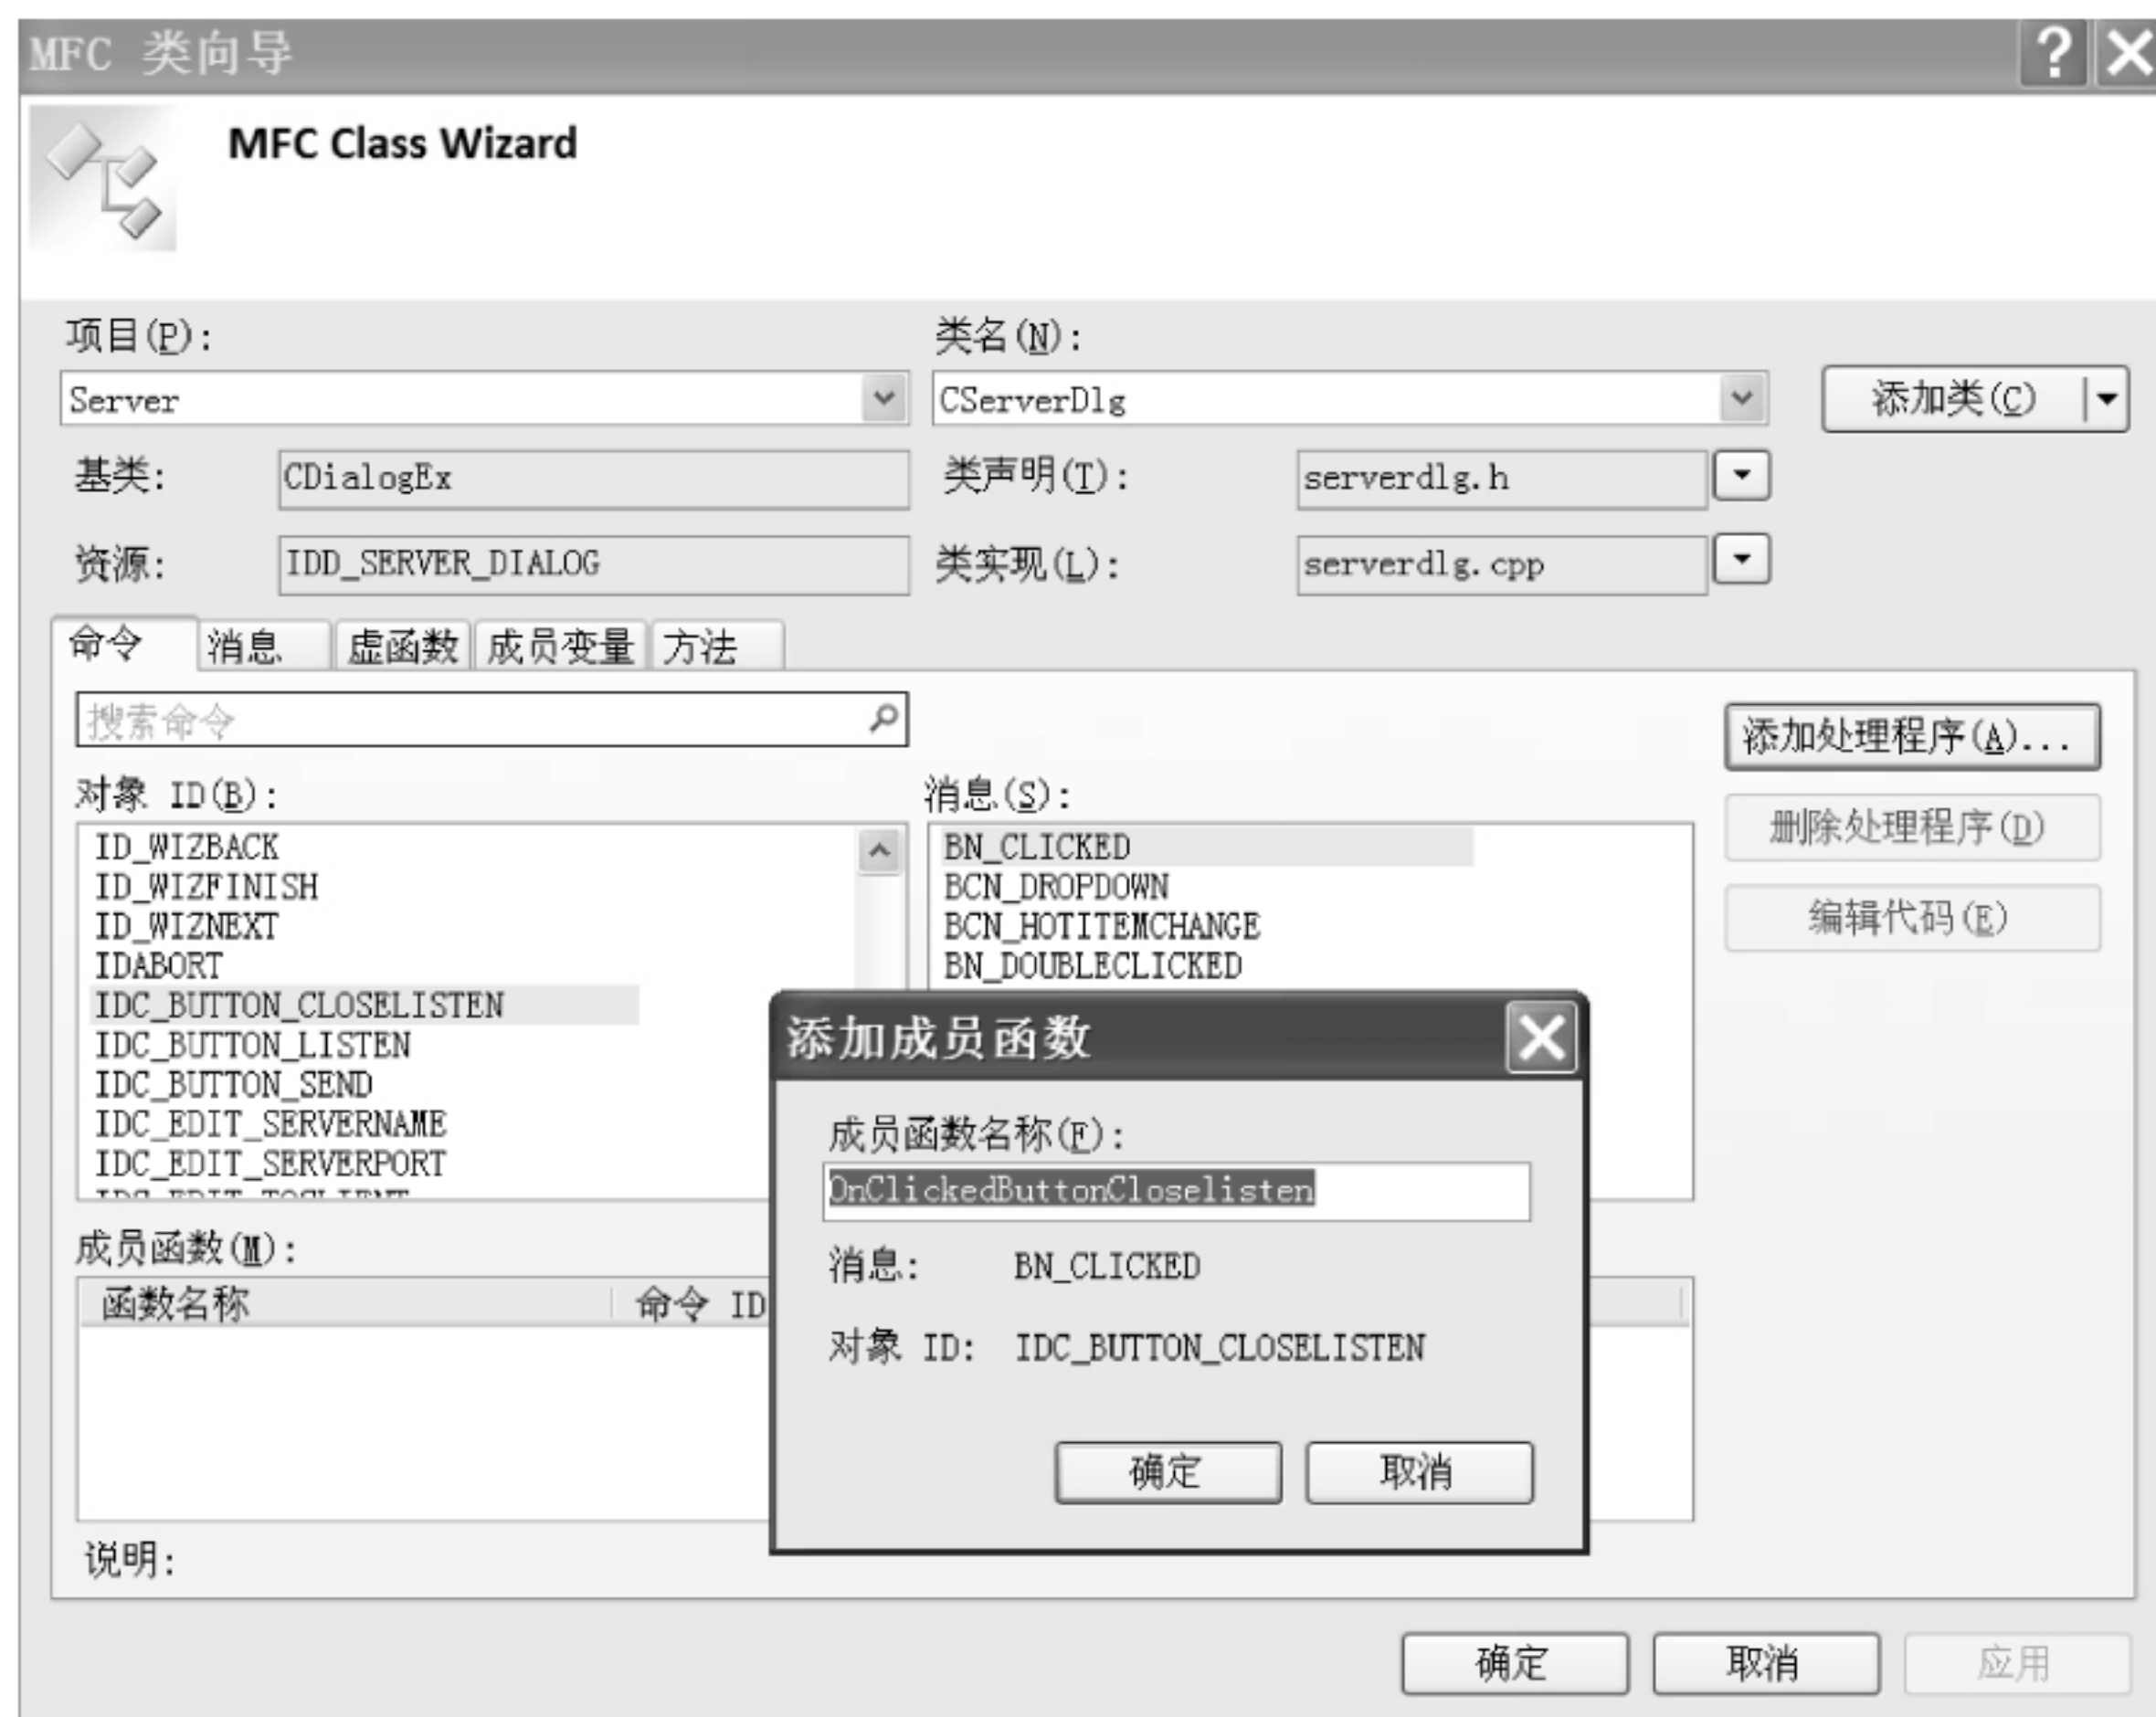 MFC 类向导
MFC Class Wizard
项目(P):
类名(N):
Server
CServerDlg
添加类(C)
基类:
CDialogEx
类声明(T):
serverdlg.h
资源:
IDD_SERVER_DIALOG
类实现(L):
serverdlg.cpp
命令 消息 虚函数 成员变量 方法
搜索命令
添加处理程序(A)...
对象 ID(B):
消息(S):
删除处理程序(D)
编辑代码(E)
ID_WIZBACK
ID_WIZFINISH
ID_WIZNEXT
IDABORT
IDC_BUTTON_CLOSELISTEN
IDC_BUTTON_LISTEN
IDC_BUTTON_SEND
IDC_EDIT_SERVERNAME
IDC_EDIT_SERVERPORT
BN_CLICKED
BCN_DROPDOWN
BCN_HOTITEMCHANGE
BN_DOUBLECLICKED
添加成员函数
成员函数名称(F):
OnClickedButtonCloselisten
消息: BN_CLICKED
对象 ID: IDC_BUTTON_CLOSELISTEN
确定 取消
成员函数(M):
函数名称 命令 ID
说明:
确定 取消 应用